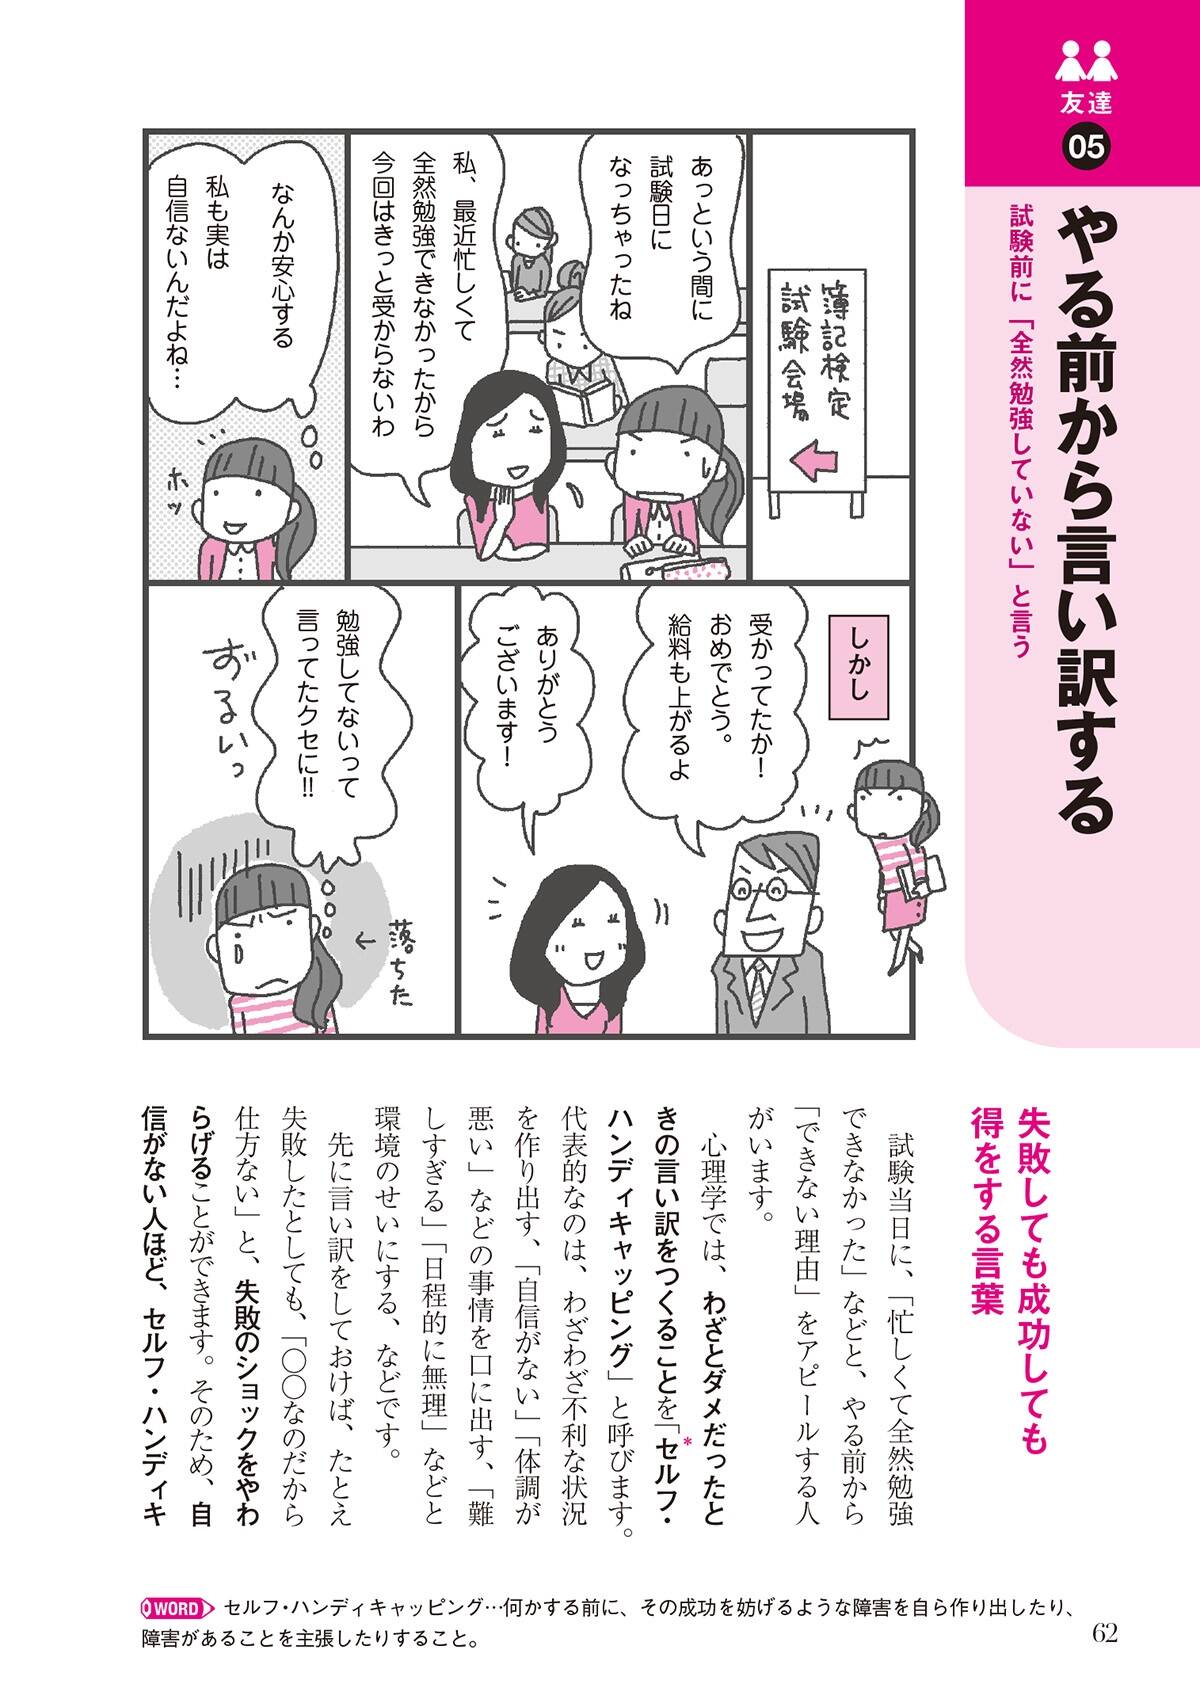 友達
05
やる前から言い訳する
試験前に「全然勉強していない」と言う
簿記検定
試験会場
あっという間に
試験日に
なっちゃったね
私、最近忙しくて
全然勉強できなかったから
今回はきっと受からないわ
なんか安心する
私も実は
自信ないんだよね…
ホッ
しかし
受かってたか！
おめでとう。
給料も上がるよ
ありがとう
ございます！
勉強してないって
言ってたクセに!!
ずるいっ
落ちた
失敗しても成功しても
得をする言葉
試験当日に、「忙しくて全然勉強
できなかった」などと、やる前から
「できない理由」をアピールする人
がいます。
心理学では、わざとダメだったと
きの言い訳をつくることを「セルフ・
ハンディキャッピング」と呼びます。
代表的なのは、わざわざ不利な状況
を作り出す、「自信がない」「体調が
悪い」などの事情を口に出す、「難
しすぎる」「日程的に無理」などと
環境のせいにする、などです。
先に言い訳をしておけば、たとえ
失敗したとしても、「〇〇なのだから
仕方ない」と、失敗のショックをやわ
らげることができます。そのため、自
信がない人ほど、セルフ・ハンディキ
WORD セルフ・ハンディキャッピング…何かする前に、その成功を妨げるような障害を自ら作り出したり、
障害があることを主張したりすること。
62